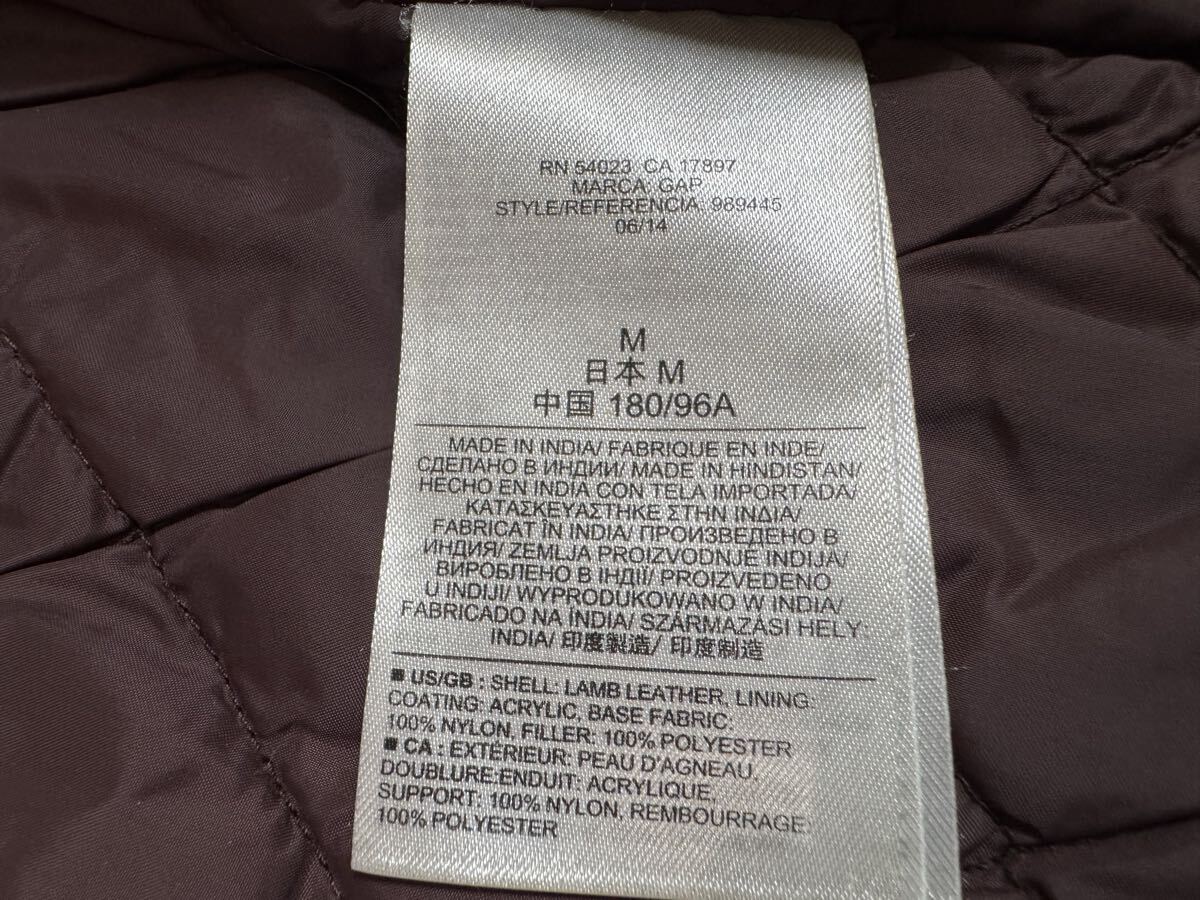 RN 54023 CA 17897
MARCA: GAP
STYLE/REFERENCIA: 989445
06/14
M
日本 M
中国 180/96A
MADE IN INDIA/ FABRIQUE EN INDE/
СДЕЛАНО В ИНДИИ/ MADE IN HINDISTAN/
HECHO EN INDIA CON TELA IMPORTADA/
ΚΑΤΑΣΚΕΥΑΣΤΗΚΕ ΣΤΗΝ ΙΝΔΙΑ/
FABRICAT ÎN INDIA/ ПРОИЗВЕДЕНО В
ИНДИЯ/ ZEMLJA PROIZVODNJE INDIJA/
ВИРОБЛЕНО В ІНДІЇ/ PROIZVEDENO
U INDIJI/ WYPRODUKOWANO W INDIA/
FABRICADO NA ÍNDIA/ SZÁRMAZÁSI HELY:
INDIA/ 印度製造/ 印度制造
■ US/GB : SHELL: LAMB LEATHER, LINING:
COATING: ACRYLIC, BASE FABRIC:
100% NYLON, FILLER: 100% POLYESTER
■ CA : EXTÉRIEUR: PEAU D'AGNEAU,
DOUBLURE:ENDUIT: ACRYLIQUE,
SUPPORT: 100% NYLON, REMBOURRAGE:
100% POLYESTER